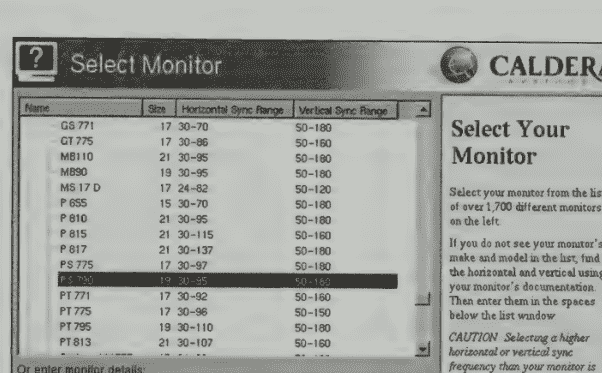 ?
Select Monitor
CALDERA
Name Size Horizontal Sync Range Vertical Sync Range
GS 771 17 30-70 50-180
GT 775 17 30-86 50-160
MB110 21 30-95 50-180
MB90 19 30-95 50-180
MS 17 D 17 24-82 50-120
P 655 15 30-70 50-180
P 810 21 30-95 50-180
P 815 21 30-115 50-160
P 817 21 30-137 50-180
PS 775 17 30-97 50-180
PS 790 19 30-95 50-160
PT 771 17 30-92 50-160
PT 775 17 30-96 50-150
PT 795 19 30-110 50-180
PT 813 21 30-107 50-160
Or enter monitor details:
Select Your
Monitor
Select your monitor from the lis
of over 1,700 different monitors
on the left.
If you do not see your monitor's
make and model in the list, find
the horizontal and vertical using
your monitor's documentation.
Then enter them in the spaces
below the list window
CAUTION Selecting a higher
horizontal or vertical sync
frequency than your monitor is